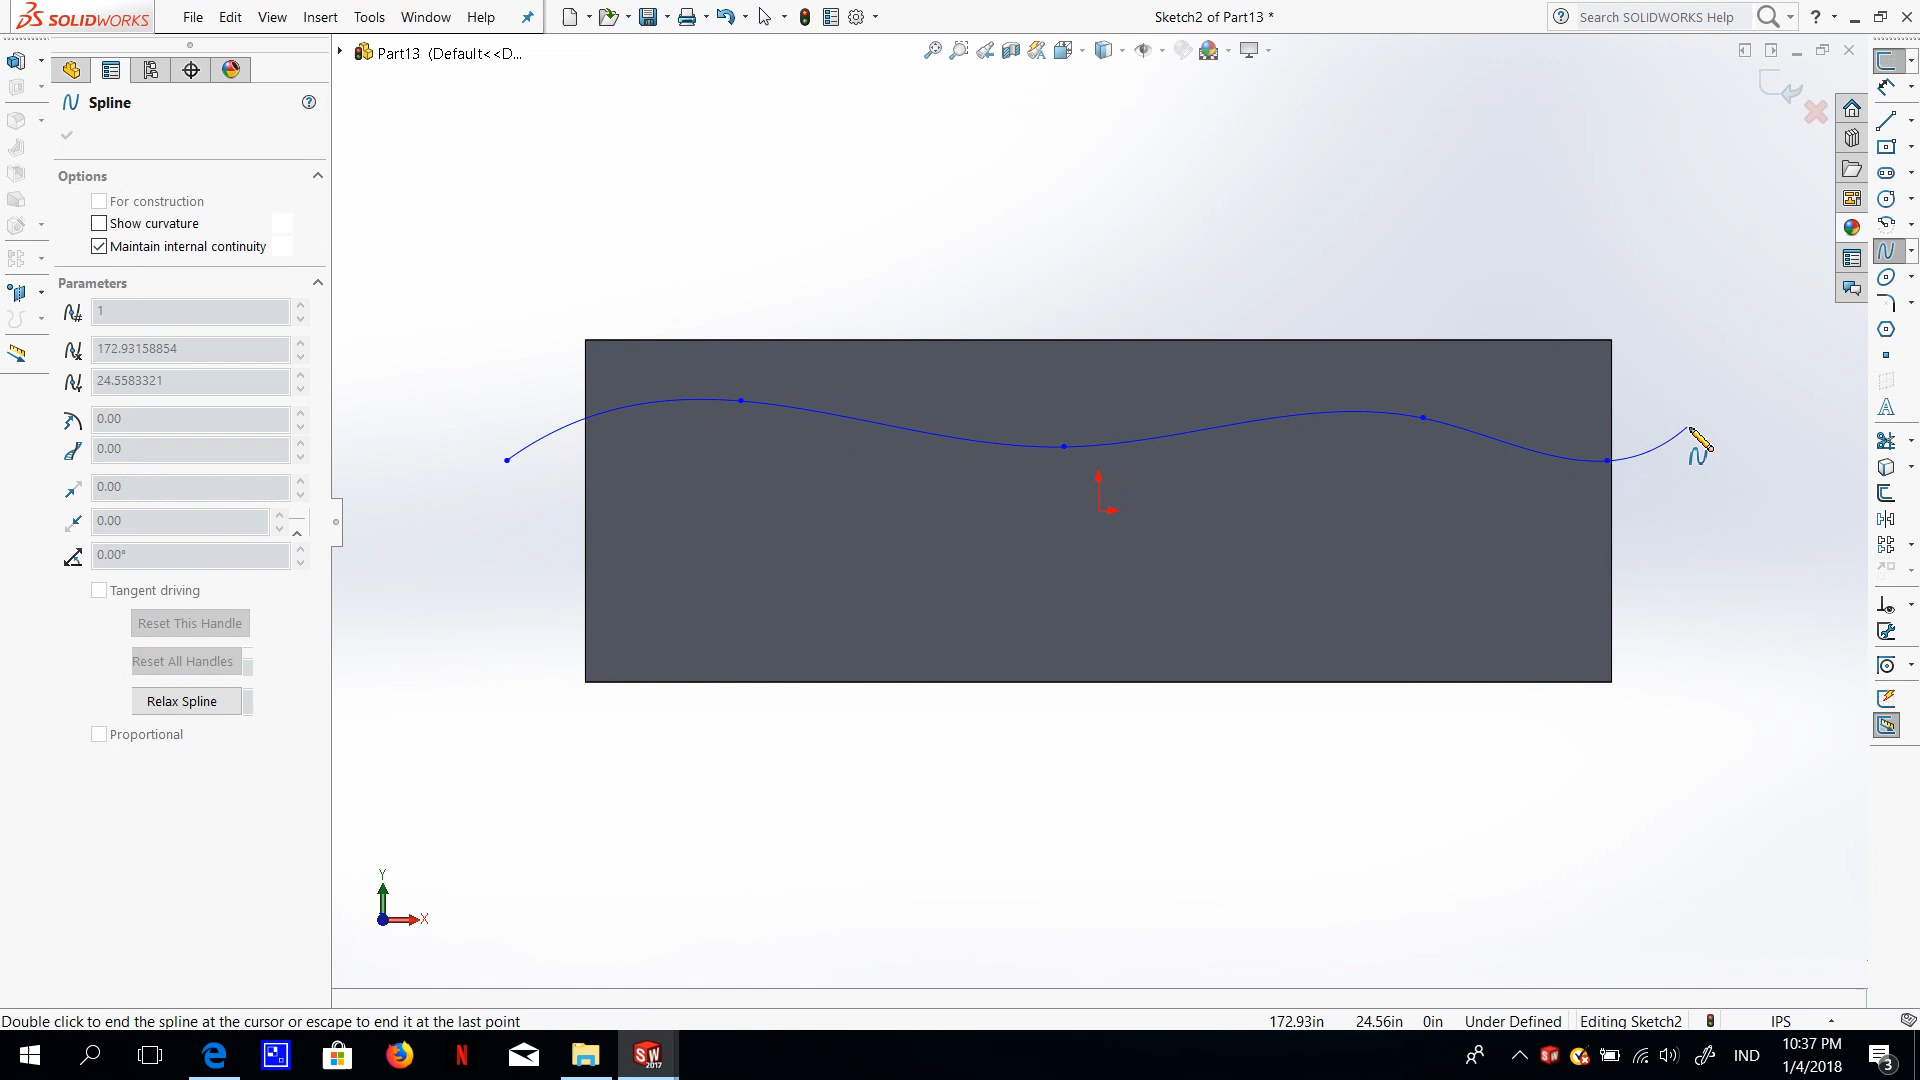 SOLIDWORKS
File Edit View Insert Tools Window Help
Sketch2 of Part13 *
Search SOLIDWORKS Help
Part13 (Default<<D...
Spline
Options
For construction
Show curvature
Maintain internal continuity
Parameters
1
172.93158854
24.5583321
0.00
0.00
0.00
0.00
0.00°
Tangent driving
Reset This Handle
Reset All Handles
Relax Spline
Proportional
Y
X
Double click to end the spline at the cursor or escape to end it at the last point
172.93in 24.56in 0in Under Defined Editing Sketch2 IPS
SW 2017
IND
10:37 PM
1/4/2018
3